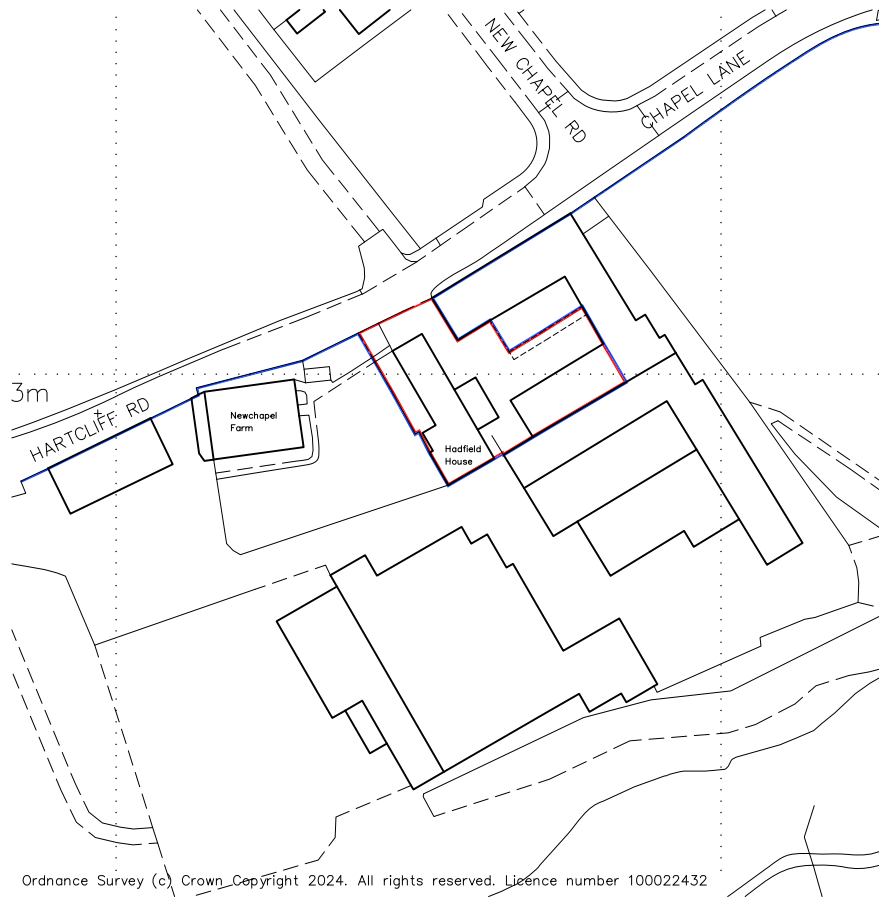 NEW CHAPEL RD
CHAPEL LANE
3m
HARTCLIFF RD
Newchapel
Farm
Hadfield
House
Ordnance Survey (c) Crown Copyright 2024. All rights reserved. Licence number 100022432